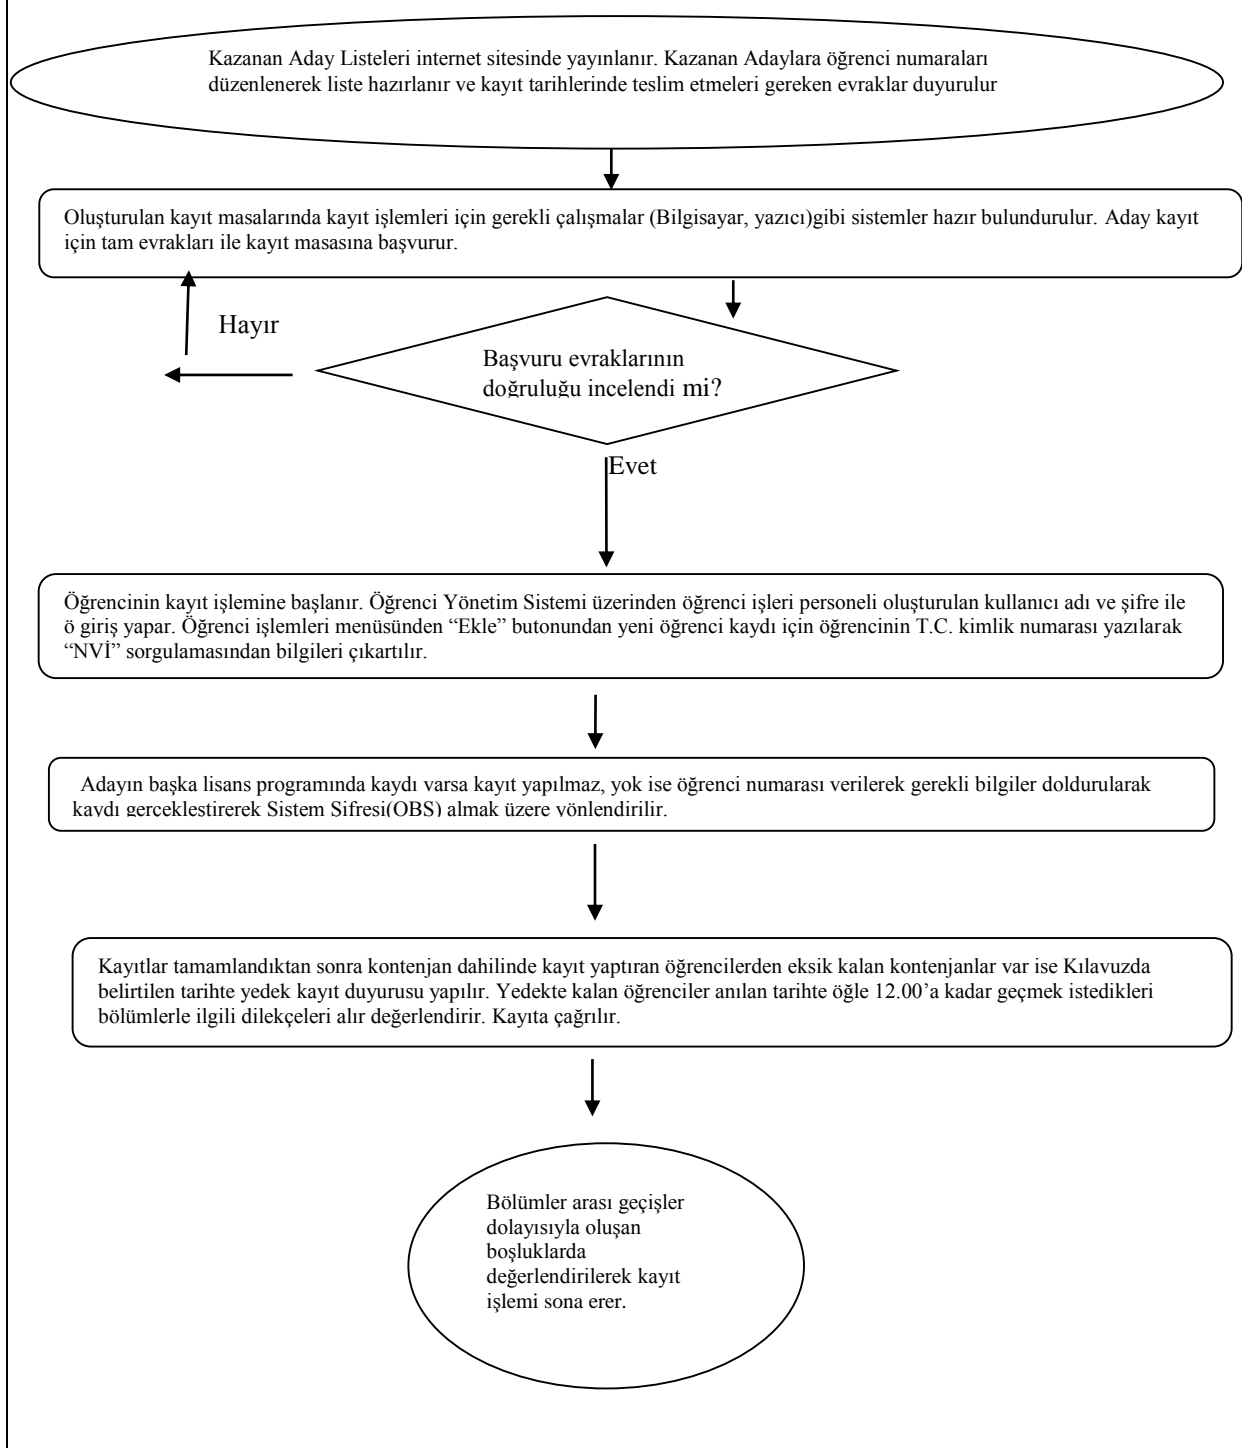 Kazanan Aday Listeleri internet sitesinde yayınlanır. Kazanan Adaylara öğrenci numaraları
düzenlenerek liste hazırlanır ve kayıt tarihlerinde teslim etmeleri gereken evraklar duyurulur
Oluşturulan kayıt masalarında kayıt işlemleri için gerekli çalışmalar (Bilgisayar, yazıcı)gibi sistemler hazır bulundurulur. Aday kayıt
için tam evrakları ile kayıt masasına başvurur.
Hayır
Başvuru evraklarının
doğruluğu incelendi mi?
Evet
Öğrencinin kayıt işlemine başlanır. Öğrenci Yönetim Sistemi üzerinden öğrenci işleri personeli oluşturulan kullanıcı adı ve şifre ile
ö giriş yapar. Öğrenci işlemleri menüsünden “Ekle” butonundan yeni öğrenci kaydı için öğrencinin T.C. kimlik numarası yazılarak
“NVİ” sorgulamasından bilgileri çıkartılır.
Adayın başka lisans programında kaydı varsa kayıt yapılmaz, yok ise öğrenci numarası verilerek gerekli bilgiler doldurularak
kaydı gerçekleştirerek Sistem Şifresi(OBS) almak üzere yönlendirilir.
Kayıtlar tamamlandıktan sonra kontenjan dahilinde kayıt yaptıran öğrencilerden eksik kalan kontenjanlar var ise Kılavuzda
belirtilen tarihte yedek kayıt duyurusu yapılır. Yedekte kalan öğrenciler anılan tarihte öğle 12.00’a kadar geçmek istedikleri
bölümlerle ilgili dilekçeleri alır değerlendirir. Kayıta çağrılır.
Bölümler arası geçişler
dolayısıyla oluşan
boşluklarda
değerlendirilerek kayıt
işlemi sona erer.